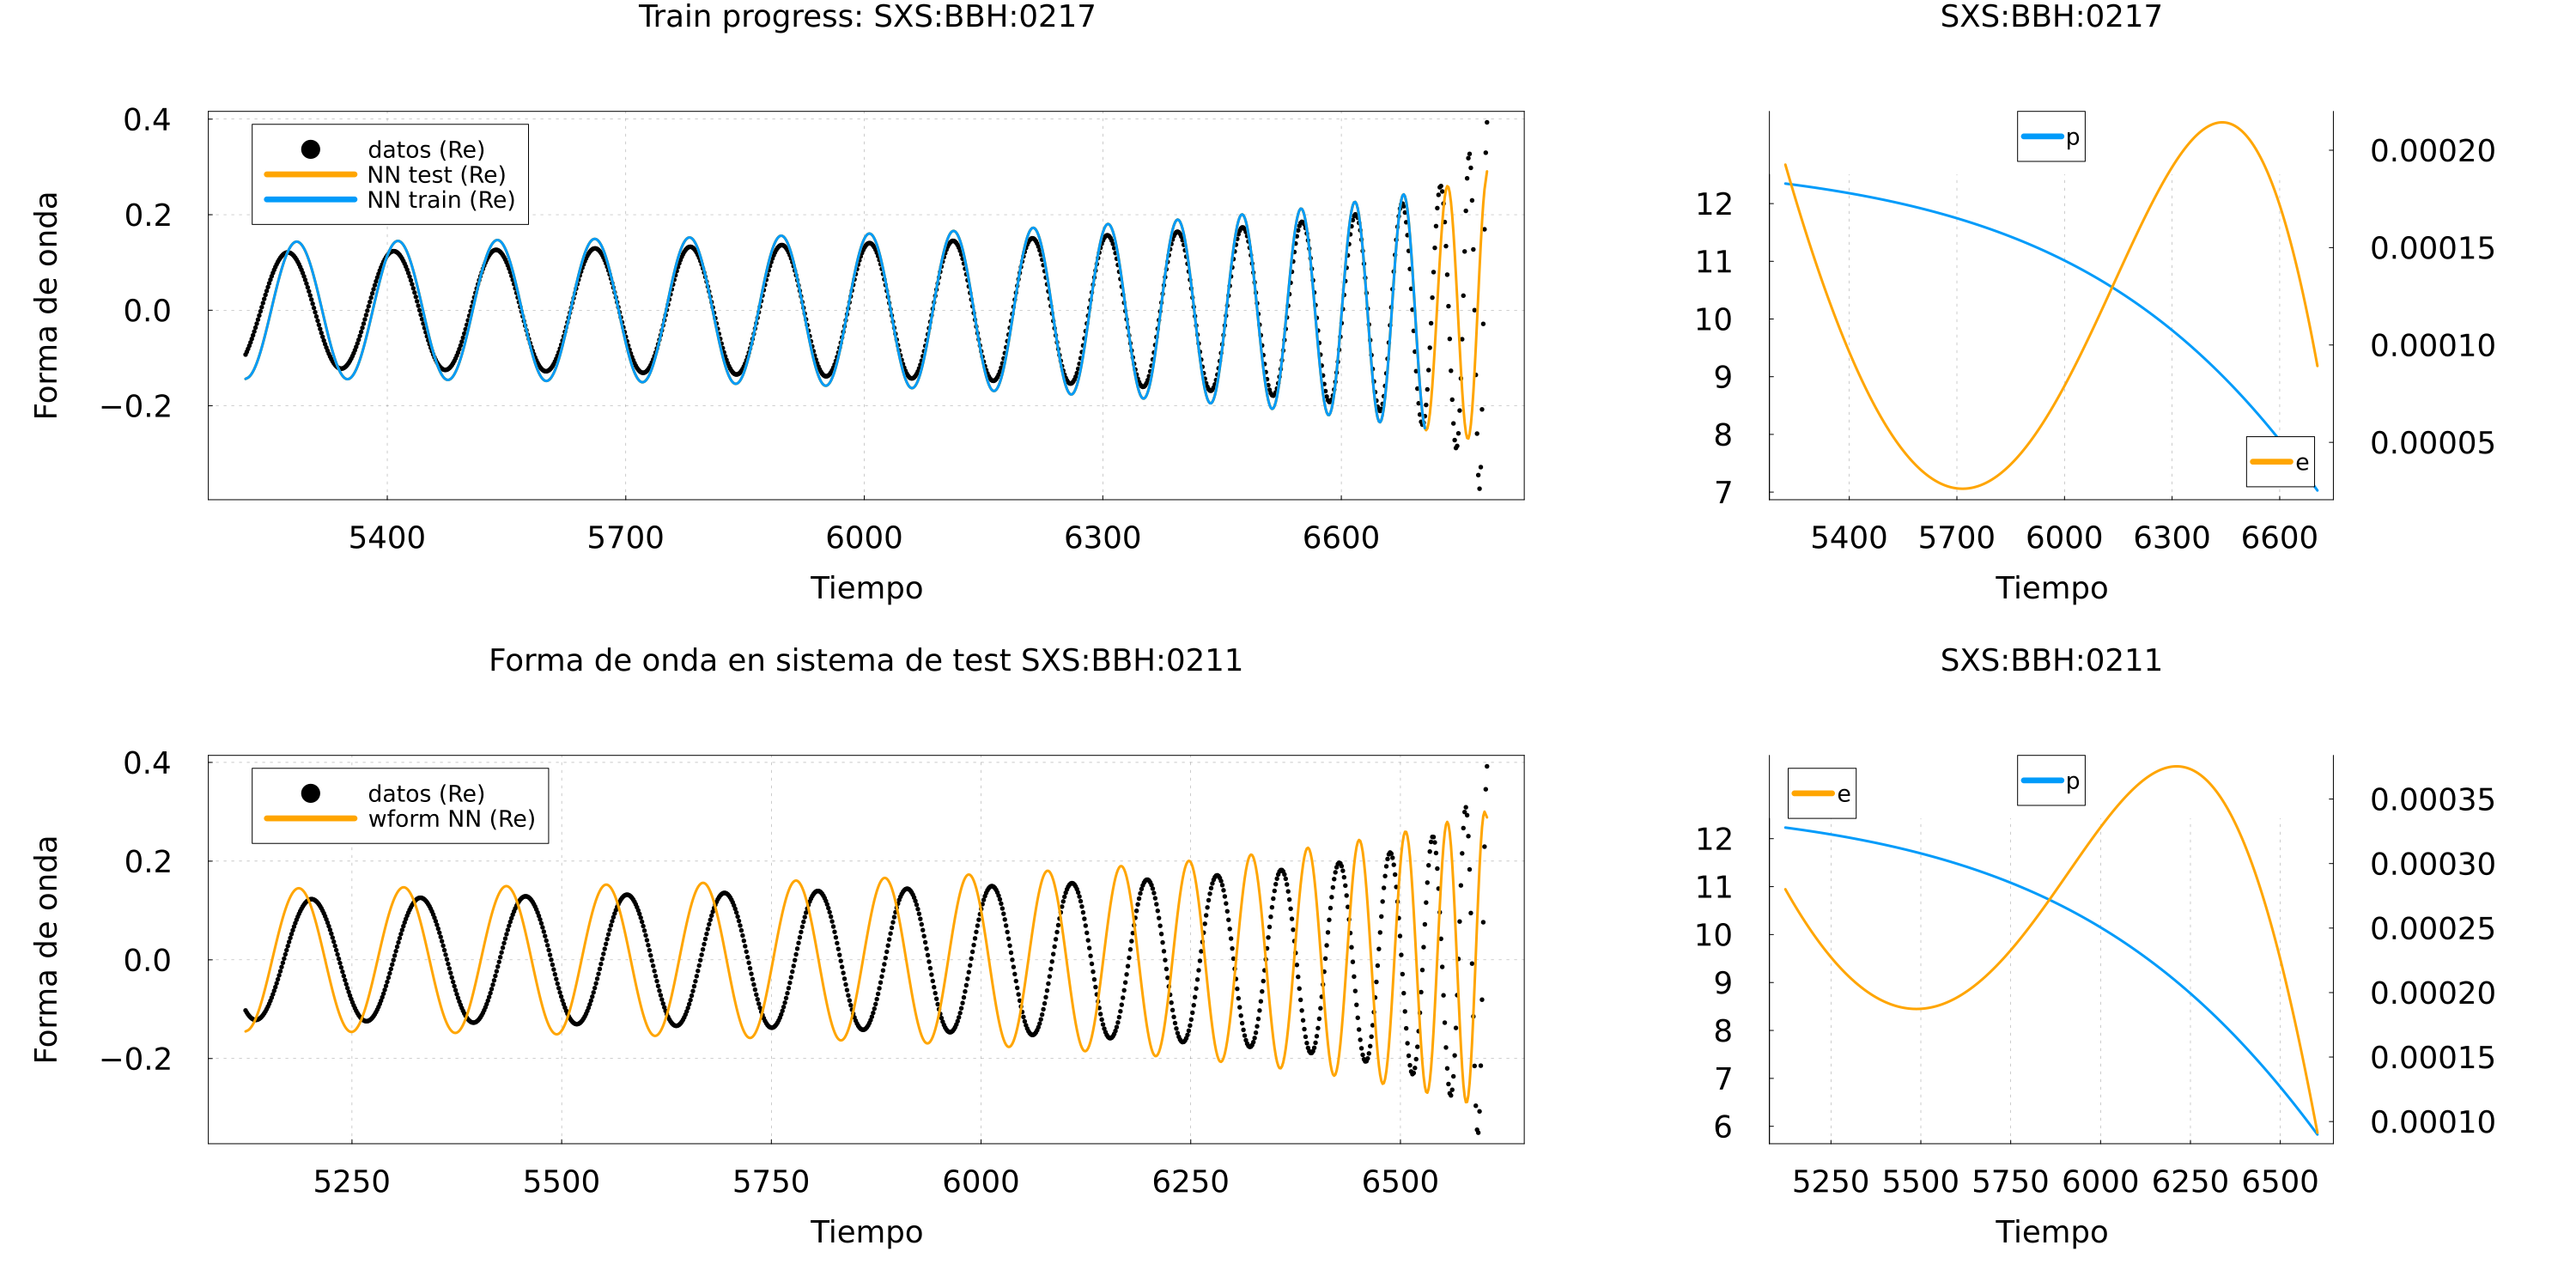 Train progress: SXS:BBH:0217
Forma de onda
0.4
0.2
0.0
−0.2
datos (Re)
NN test (Re)
NN train (Re)
5400 5700 6000 6300 6600
Tiempo
SXS:BBH:0217
12
11
10
9
8
7
p
e
0.00020
0.00015
0.00010
0.00005
5400 5700 6000 6300 6600
Tiempo
Forma de onda en sistema de test SXS:BBH:0211
Forma de onda
0.4
0.2
0.0
−0.2
datos (Re)
wform NN (Re)
5250 5500 5750 6000 6250 6500
Tiempo
SXS:BBH:0211
12
11
10
9
8
7
6
e
p
0.00035
0.00030
0.00025
0.00020
0.00015
0.00010
5250 5500 5750 6000 6250 6500
Tiempo